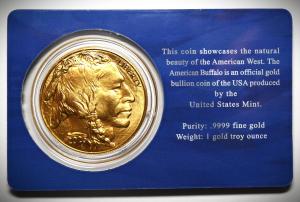 This coin showcases the natural
beauty of the American West. The
American Buffalo is an official gold
bullion coin of the USA produced
by the
United States Mint.
Purity: .9999 fine gold
Weight: 1 gold troy ounce